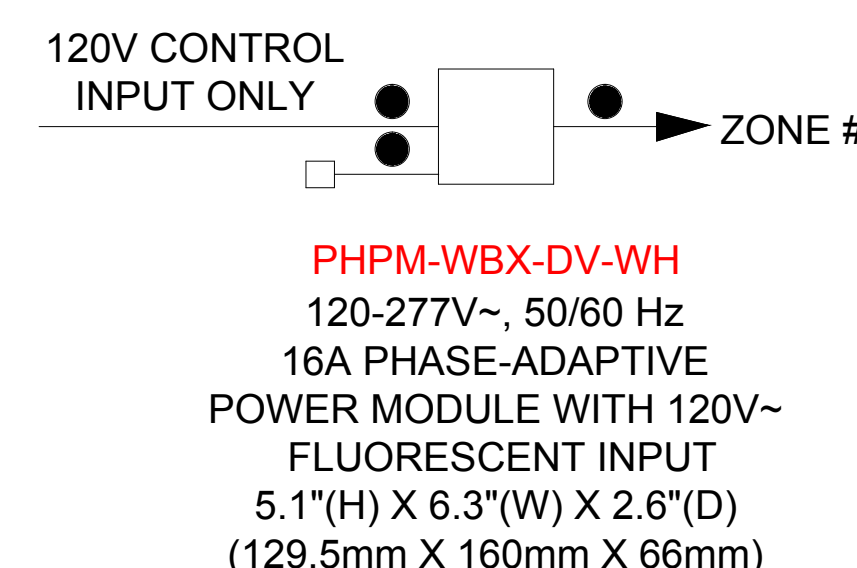 120V CONTROL
INPUT ONLY
ZONE #
PHPM-WBX-DV-WH
120-277V~, 50/60 Hz
16A PHASE-ADAPTIVE
POWER MODULE WITH 120V~
FLUORESCENT INPUT
5.1"(H) X 6.3"(W) X 2.6"(D)
(129.5mm X 160mm X 66mm)